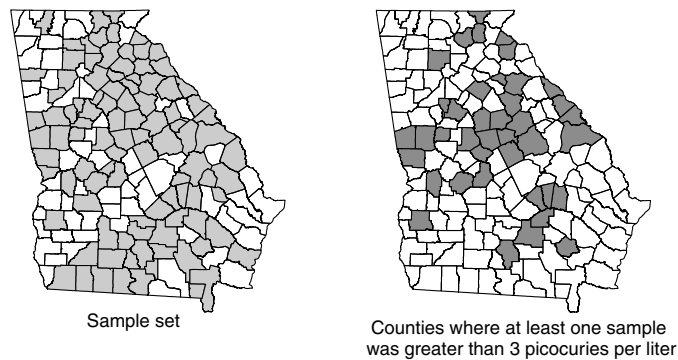 Sample set
Counties where at least one sample
was greater than 3 picocuries per liter